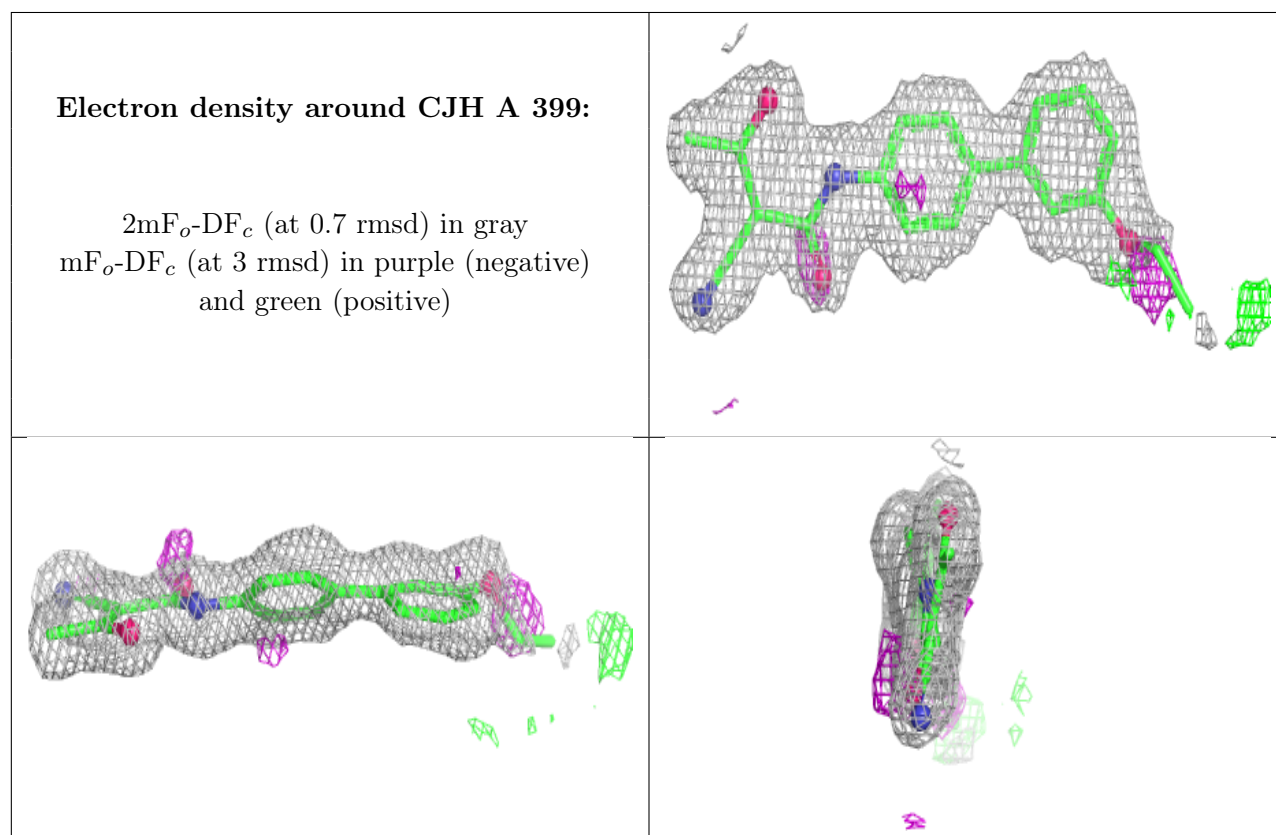 Electron density around CJH A 399:
2mFo-DFc (at 0.7 rmsd) in gray
mFo-DFc (at 3 rmsd) in purple (negative)
and green (positive)